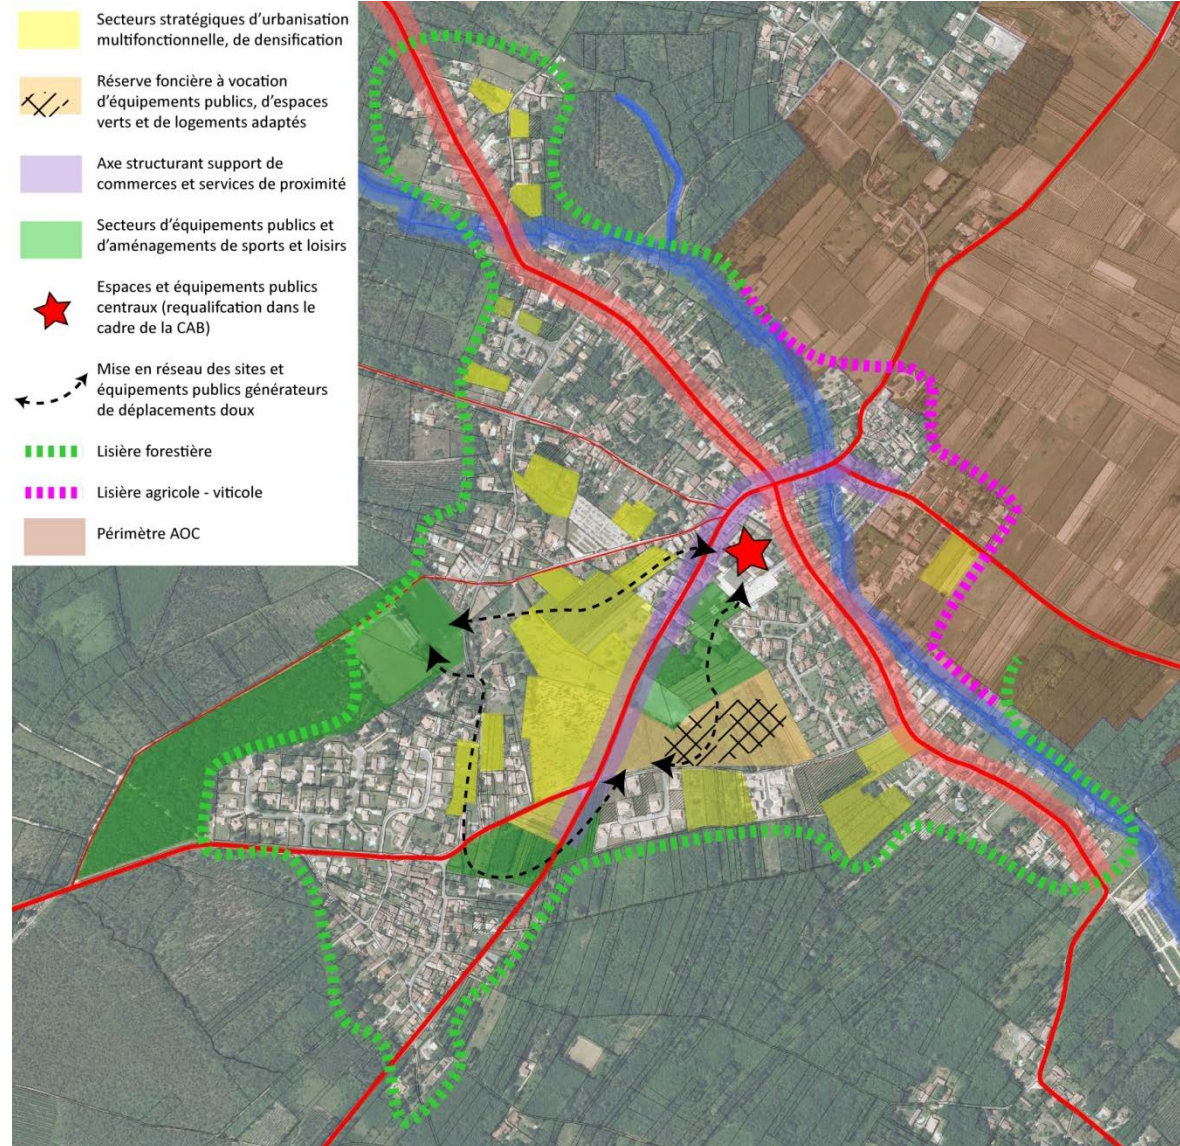 Secteurs stratégiques d'urbanisation
multifonctionnelle, de densification
Réserve foncière à vocation
d'équipements publics, d'espaces
verts et de logements adaptés
Axe structurant support de
commerces et services de proximité
Secteurs d'équipements publics et
d'aménagements de sports et loisirs
Espaces et équipements publics
centraux (requalifcation dans le
cadre de la CAB)
Mise en réseau des sites et
équipements publics générateurs
de déplacements doux
Lisière forestière
Lisière agricole - viticole
Périmètre AOC